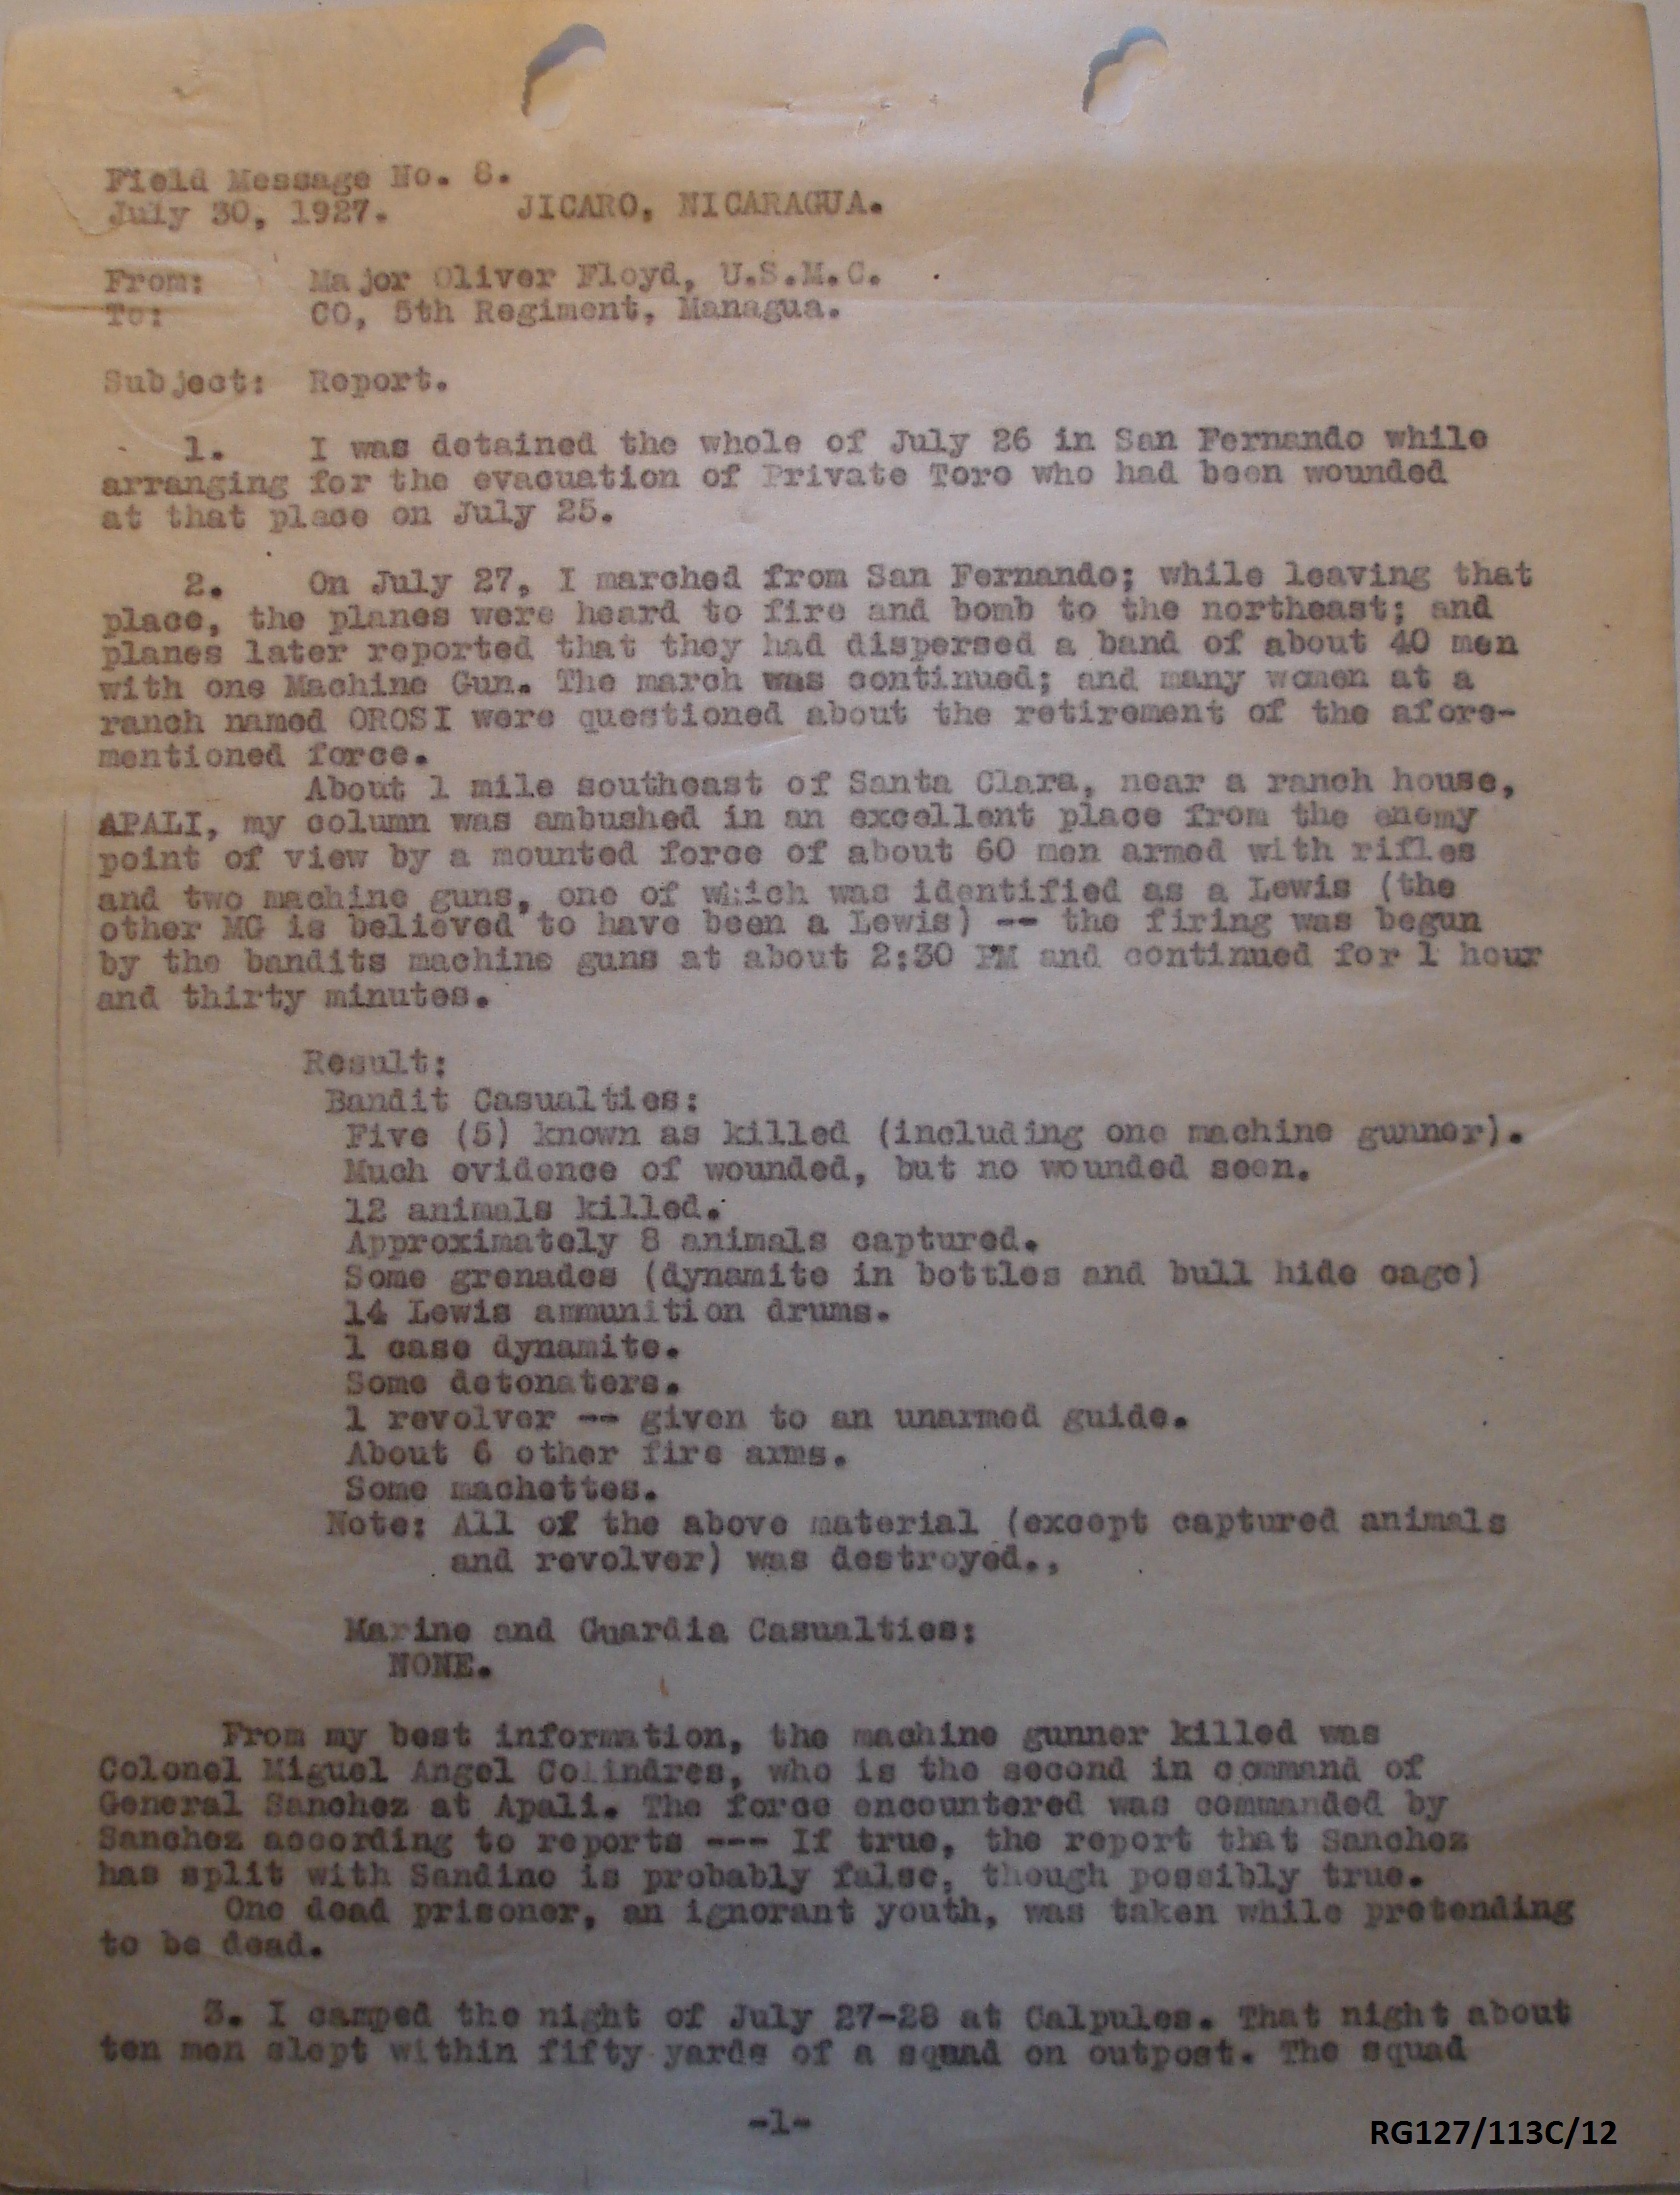 Field Message No. 8.
July 30, 1927. JICARO, NICARAGUA.
From: Major Oliver Floyd, U.S.M.C.
To: CO, 5th Regiment, Managua.
Subject: Report.
1. I was detained the whole of July 26 in San Fernando while
arranging for the evacuation of Private Toro who had been wounded
at that place on July 25.
2. On July 27, I marched from San Fernando; while leaving that
place, the planes were heard to fire and bomb to the northeast; and
planes later reported that they had dispersed a band of about 40 men
with one Machine Gun. The march was continued; and many women at a
ranch named OROSI were questioned about the retirement of the afore-
mentioned force.
About 1 mile southeast of Santa Clara, near a ranch house,
APALI, my column was ambushed in an excellent place from the enemy
point of view by a mounted force of about 60 men armed with rifles
and two machine guns, one of which was identified as a Lewis (the
other MG is believed to have been a Lewis) -- the firing was begun
by the bandits machine guns at about 2:30 PM and continued for 1 hour
and thirty minutes.
Result:
Bandit Casualties:
Five (5) known as killed (including one machine gunner).
Much evidence of wounded, but no wounded seen.
12 animals killed.
Approximately 8 animals captured.
Some grenades (dynamite in bottles and bull hide cage)
14 Lewis ammunition drums.
1 case dynamite.
Some detonaters.
1 revolver -- given to an unarmed guide.
About 6 other fire arms.
Some machettes.
Note: All of the above material (except captured animals
and revolver) was destroyed.,
Marine and Guardia Casualties:
NONE.
From my best information, the machine gunner killed was
Colonel Miguel Angel Colindres, who is the second in command of
General Sanchez at Apali. The force encountered was commanded by
Sanchez according to reports --- If true, the report that Sanchez
has split with Sandino is probably false, though possibly true.
One dead prisoner, an ignorant youth, was taken while pretending
to be dead.
3. I camped the night of July 27-28 at Calpules. That night about
ten men slept within fifty yards of a squad on outpost. The squad
-1-
RG127/113C/12